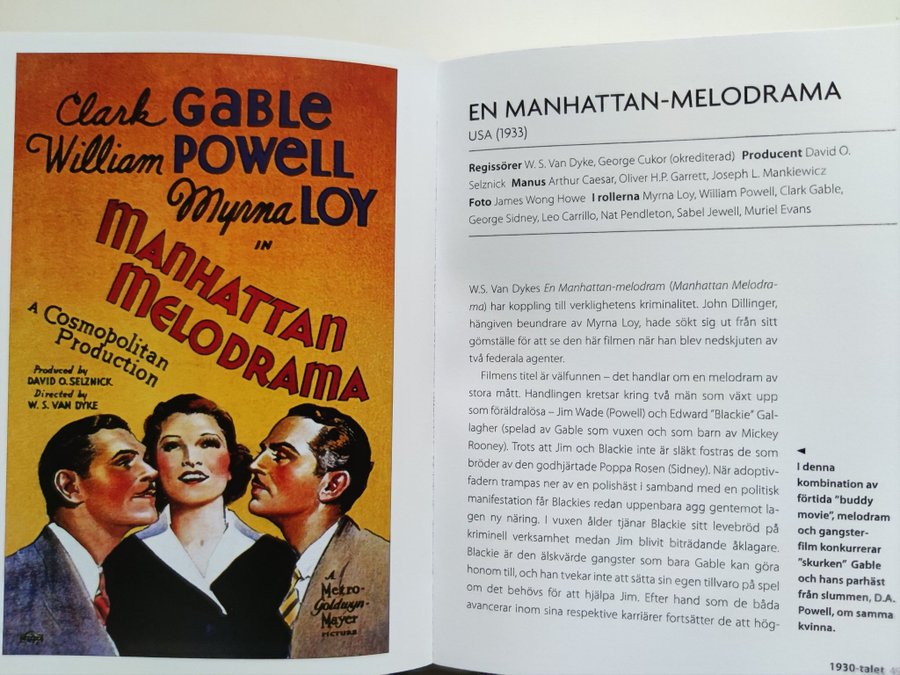 Clark GABLE
William POWELL
Myrna LOY
IN
MANHATTAN
MELODRAMA
A Cosmopolitan
Production
Produced by
DAVID O. SELZNICK
Directed by
W. S. VAN DYKE
A
Metro-
Goldwyn-
Mayer
PICTURE
EN MANHATTAN-MELODRAMA
USA (1933)
Regissörer W. S. Van Dyke, George Cukor (okrediterad) Producent David O.
Selznick Manus Arthur Caesar, Oliver H.P. Garrett, Joseph L. Mankiewicz
Foto James Wong Howe I rollerna Myrna Loy, William Powell, Clark Gable,
George Sidney, Leo Carrillo, Nat Pendleton, Sabel Jewell, Muriel Evans
W.S. Van Dykes En Manhattan-melodram (Manhattan Melodra-
ma) har koppling till verklighetens kriminalitet. John Dillinger,
hängiven beundrare av Myrna Loy, hade sökt sig ut från sitt
gömställe för att se den här filmen när han blev nedskjuten av
två federala agenter.
Filmens titel är välfunnen – det handlar om en melodram av
stora mått. Handlingen kretsar kring två män som växt upp
som föräldralösa – Jim Wade (Powell) och Edward "Blackie" Gal-
lagher (spelad av Gable som vuxen och som barn av Mickey
Rooney). Trots att Jim och Blackie inte är släkt fostras de som
bröder av den godhjärtade Poppa Rosen (Sidney). När adoptiv-
fadern trampas ner av en polishäst i samband med en politisk
manifestation får Blackies redan uppenbara agg gentemot la-
gen ny näring. I vuxen ålder tjänar Blackie sitt levebröd på
kriminell verksamhet medan Jim blivit biträdande åklagare.
Blackie är den älskvärde gangster som bara Gable kan göra
honom till, och han tvekar inte att sätta sin egen tillvaro på spel
om det behövs för att hjälpa Jim. Efter hand som de båda
avancerar inom sina respektive karriärer fortsätter de att hög-
I denna
kombination av
förtida "buddy
movie", melodram
och gangster-
film konkurrerar
"skurken" Gable
och hans parhäst
från slummen, D.A.
Powell, om samma
kvinna.
1930-talet